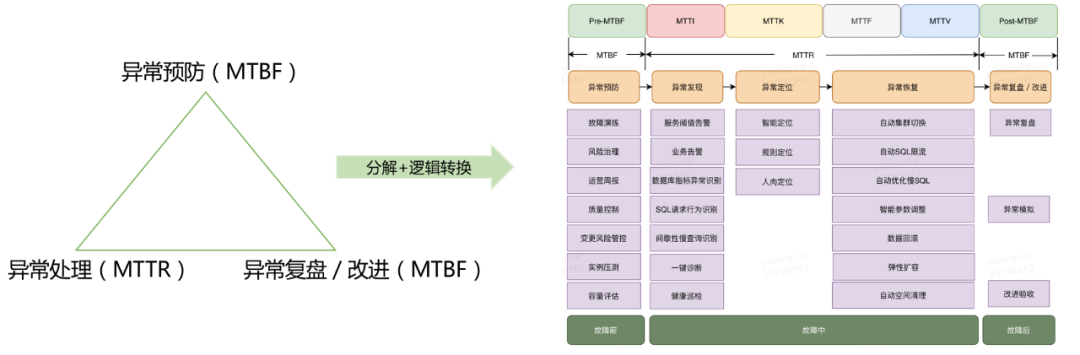 异常预防（MTBF）
异常处理（MTTR）
异常复盘 / 改进（MTBF）
分解+逻辑转换
Pre-MTBF
MTTI
MTTK
MTTF
MTTV
Post-MTBF
MTBF
MTTR
MTBF
异常预防
异常发现
异常定位
异常恢复
异常复盘 / 改进
故障演练
服务阈值告警
智能定位
自动集群切换
异常复盘
风险治理
业务告警
规则定位
自动SQL限流
运营周报
数据库指标异常识别
人肉定位
自动优化慢SQL
质量控制
SQL请求行为识别
智能参数调整
异常模拟
变更风险管控
间歇性慢查询识别
数据回滚
实例压测
一键诊断
弹性扩容
容量评估
健康巡检
自动空间清理
改进验收
故障前
故障中
故障后